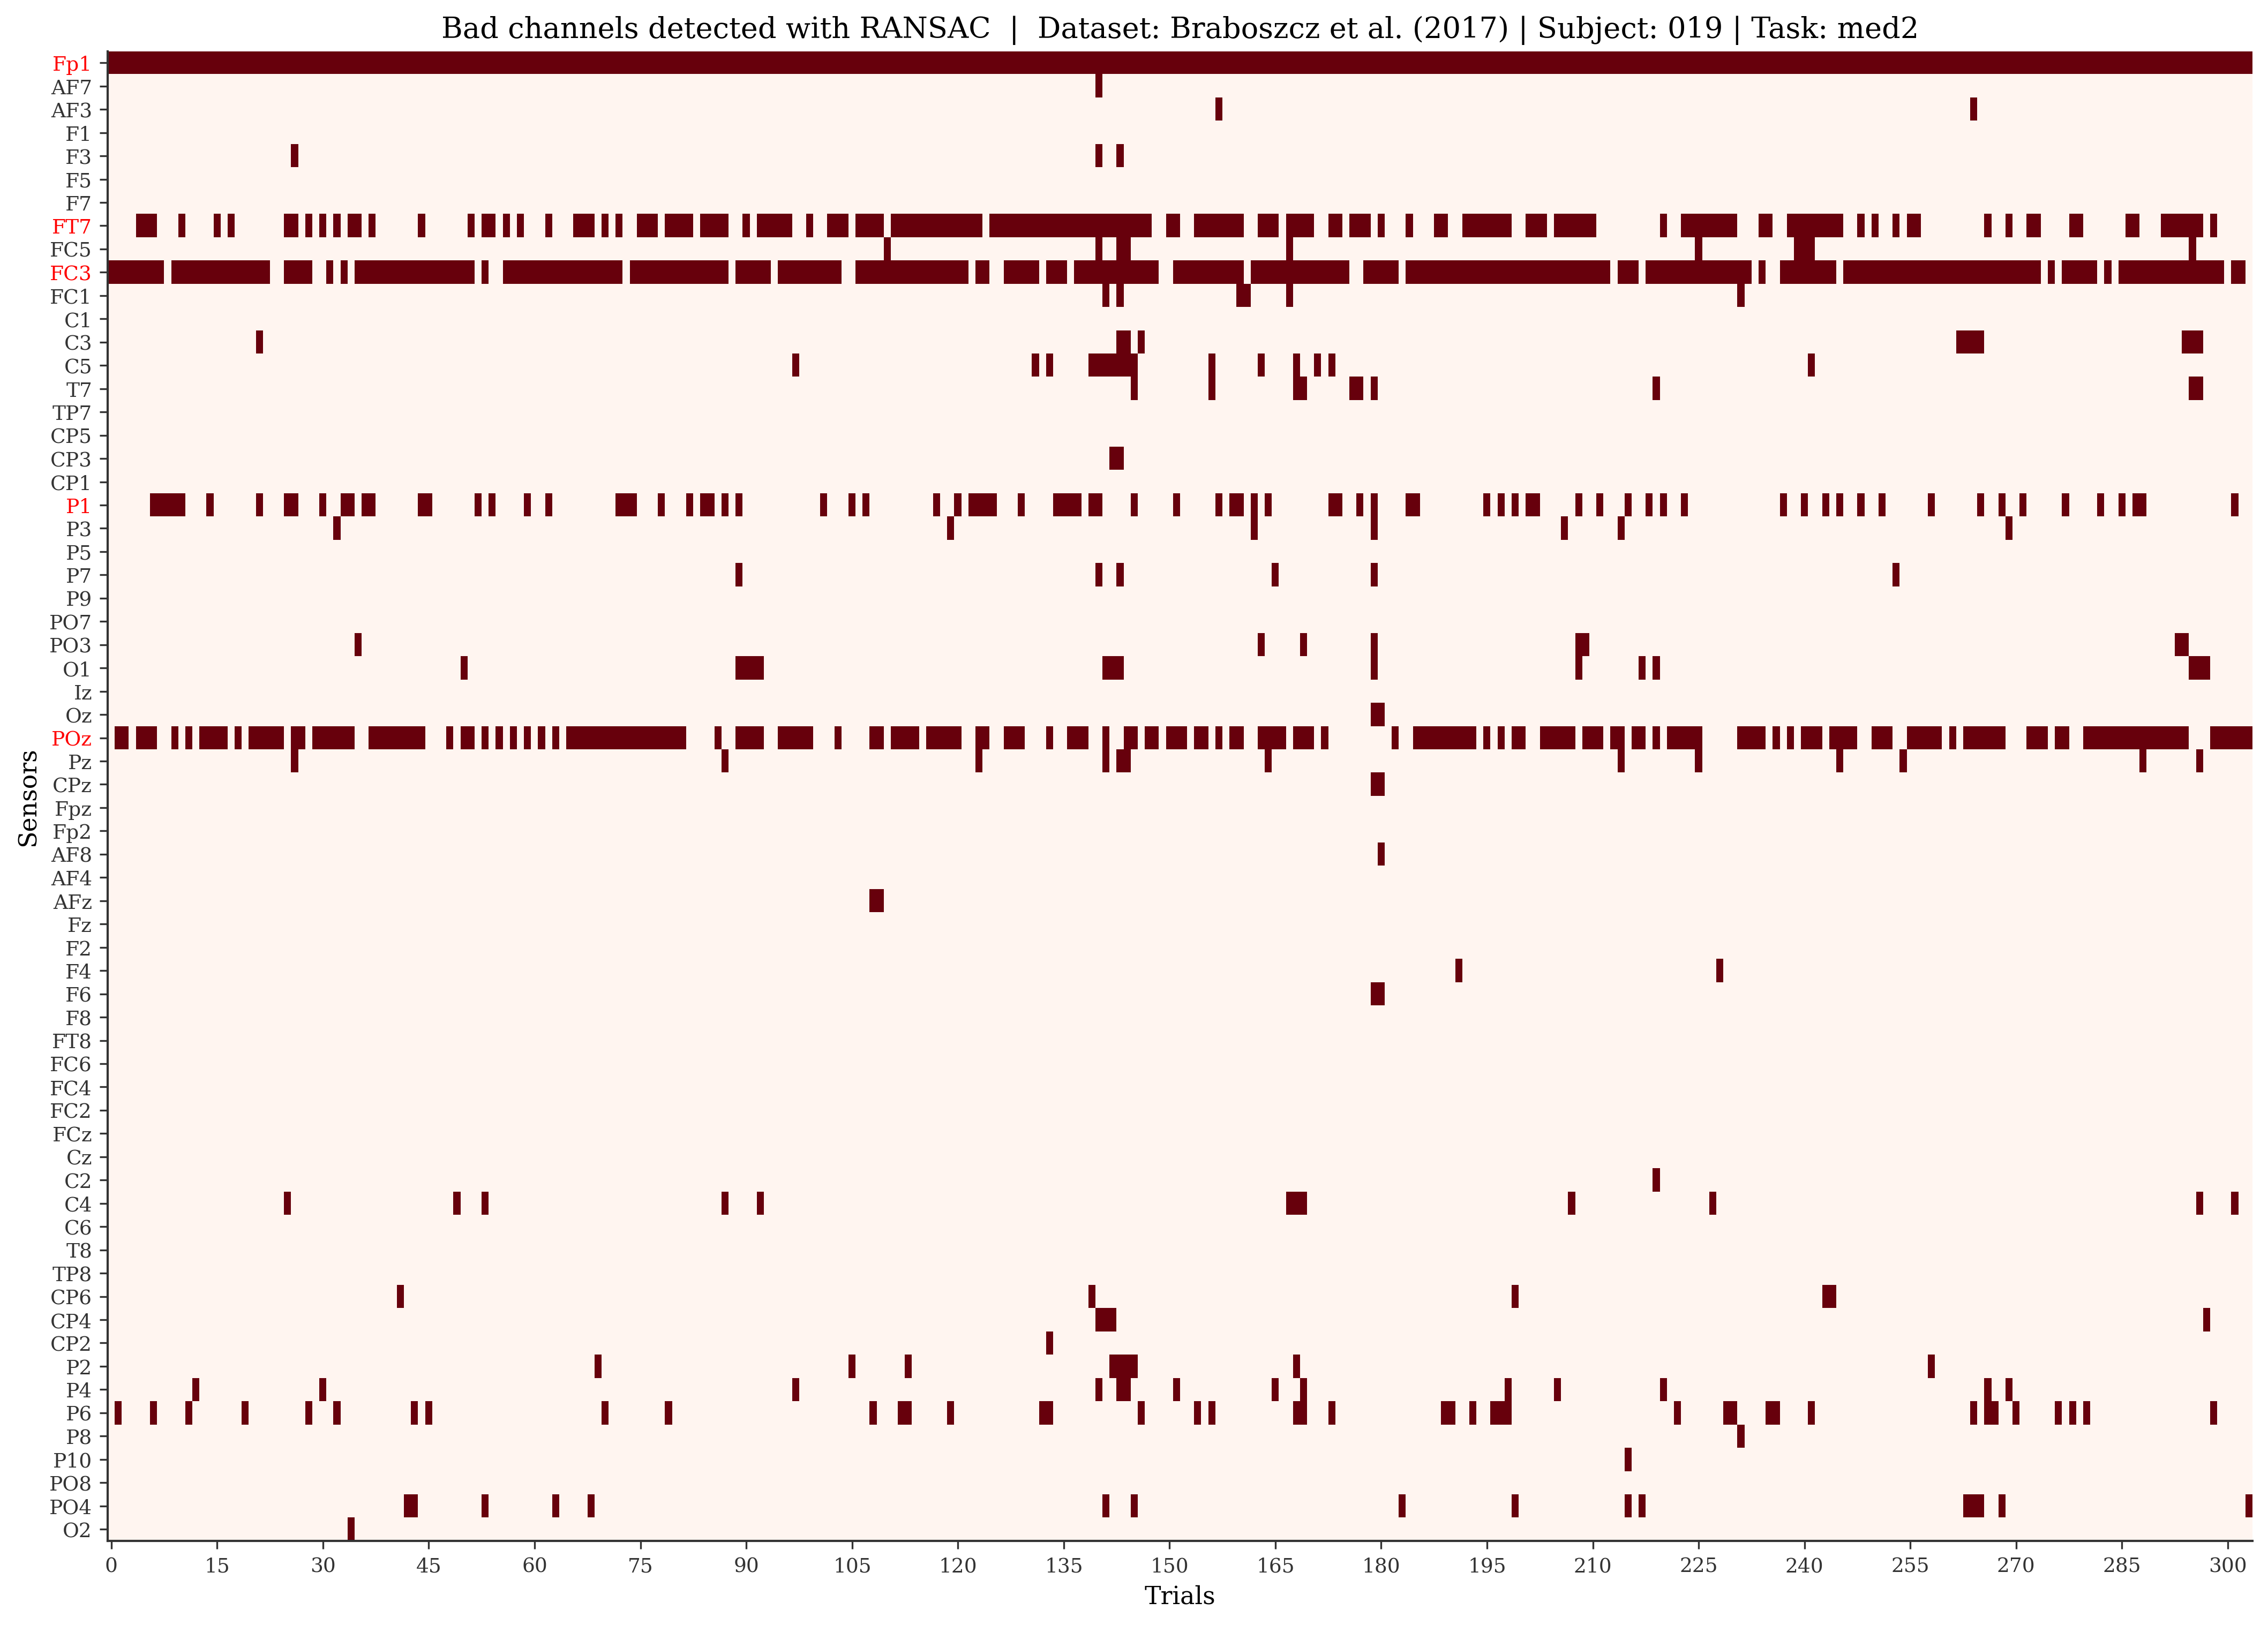 Bad channels detected with RANSAC | Dataset: Braboszcz et al. (2017) | Subject: 019 | Task: med2
Sensors
Fp1
AF7
AF3
F1
F3
F5
F7
FT7
FC5
FC3
FC1
C1
C3
C5
T7
TP7
CP5
CP3
CP1
P1
P3
P5
P7
P9
PO7
PO3
O1
Iz
Oz
POz
Pz
CPz
Fpz
Fp2
AF8
AF4
AFz
Fz
F2
F4
F6
F8
FT8
FC6
FC4
FC2
FCz
Cz
C2
C4
C6
T8
TP8
CP6
CP4
CP2
P2
P4
P6
P8
P10
PO8
PO4
O2
0 15 30 45 60 75 90 105 120 135 150 165 180 195 210 225 240 255 270 285 300
Trials